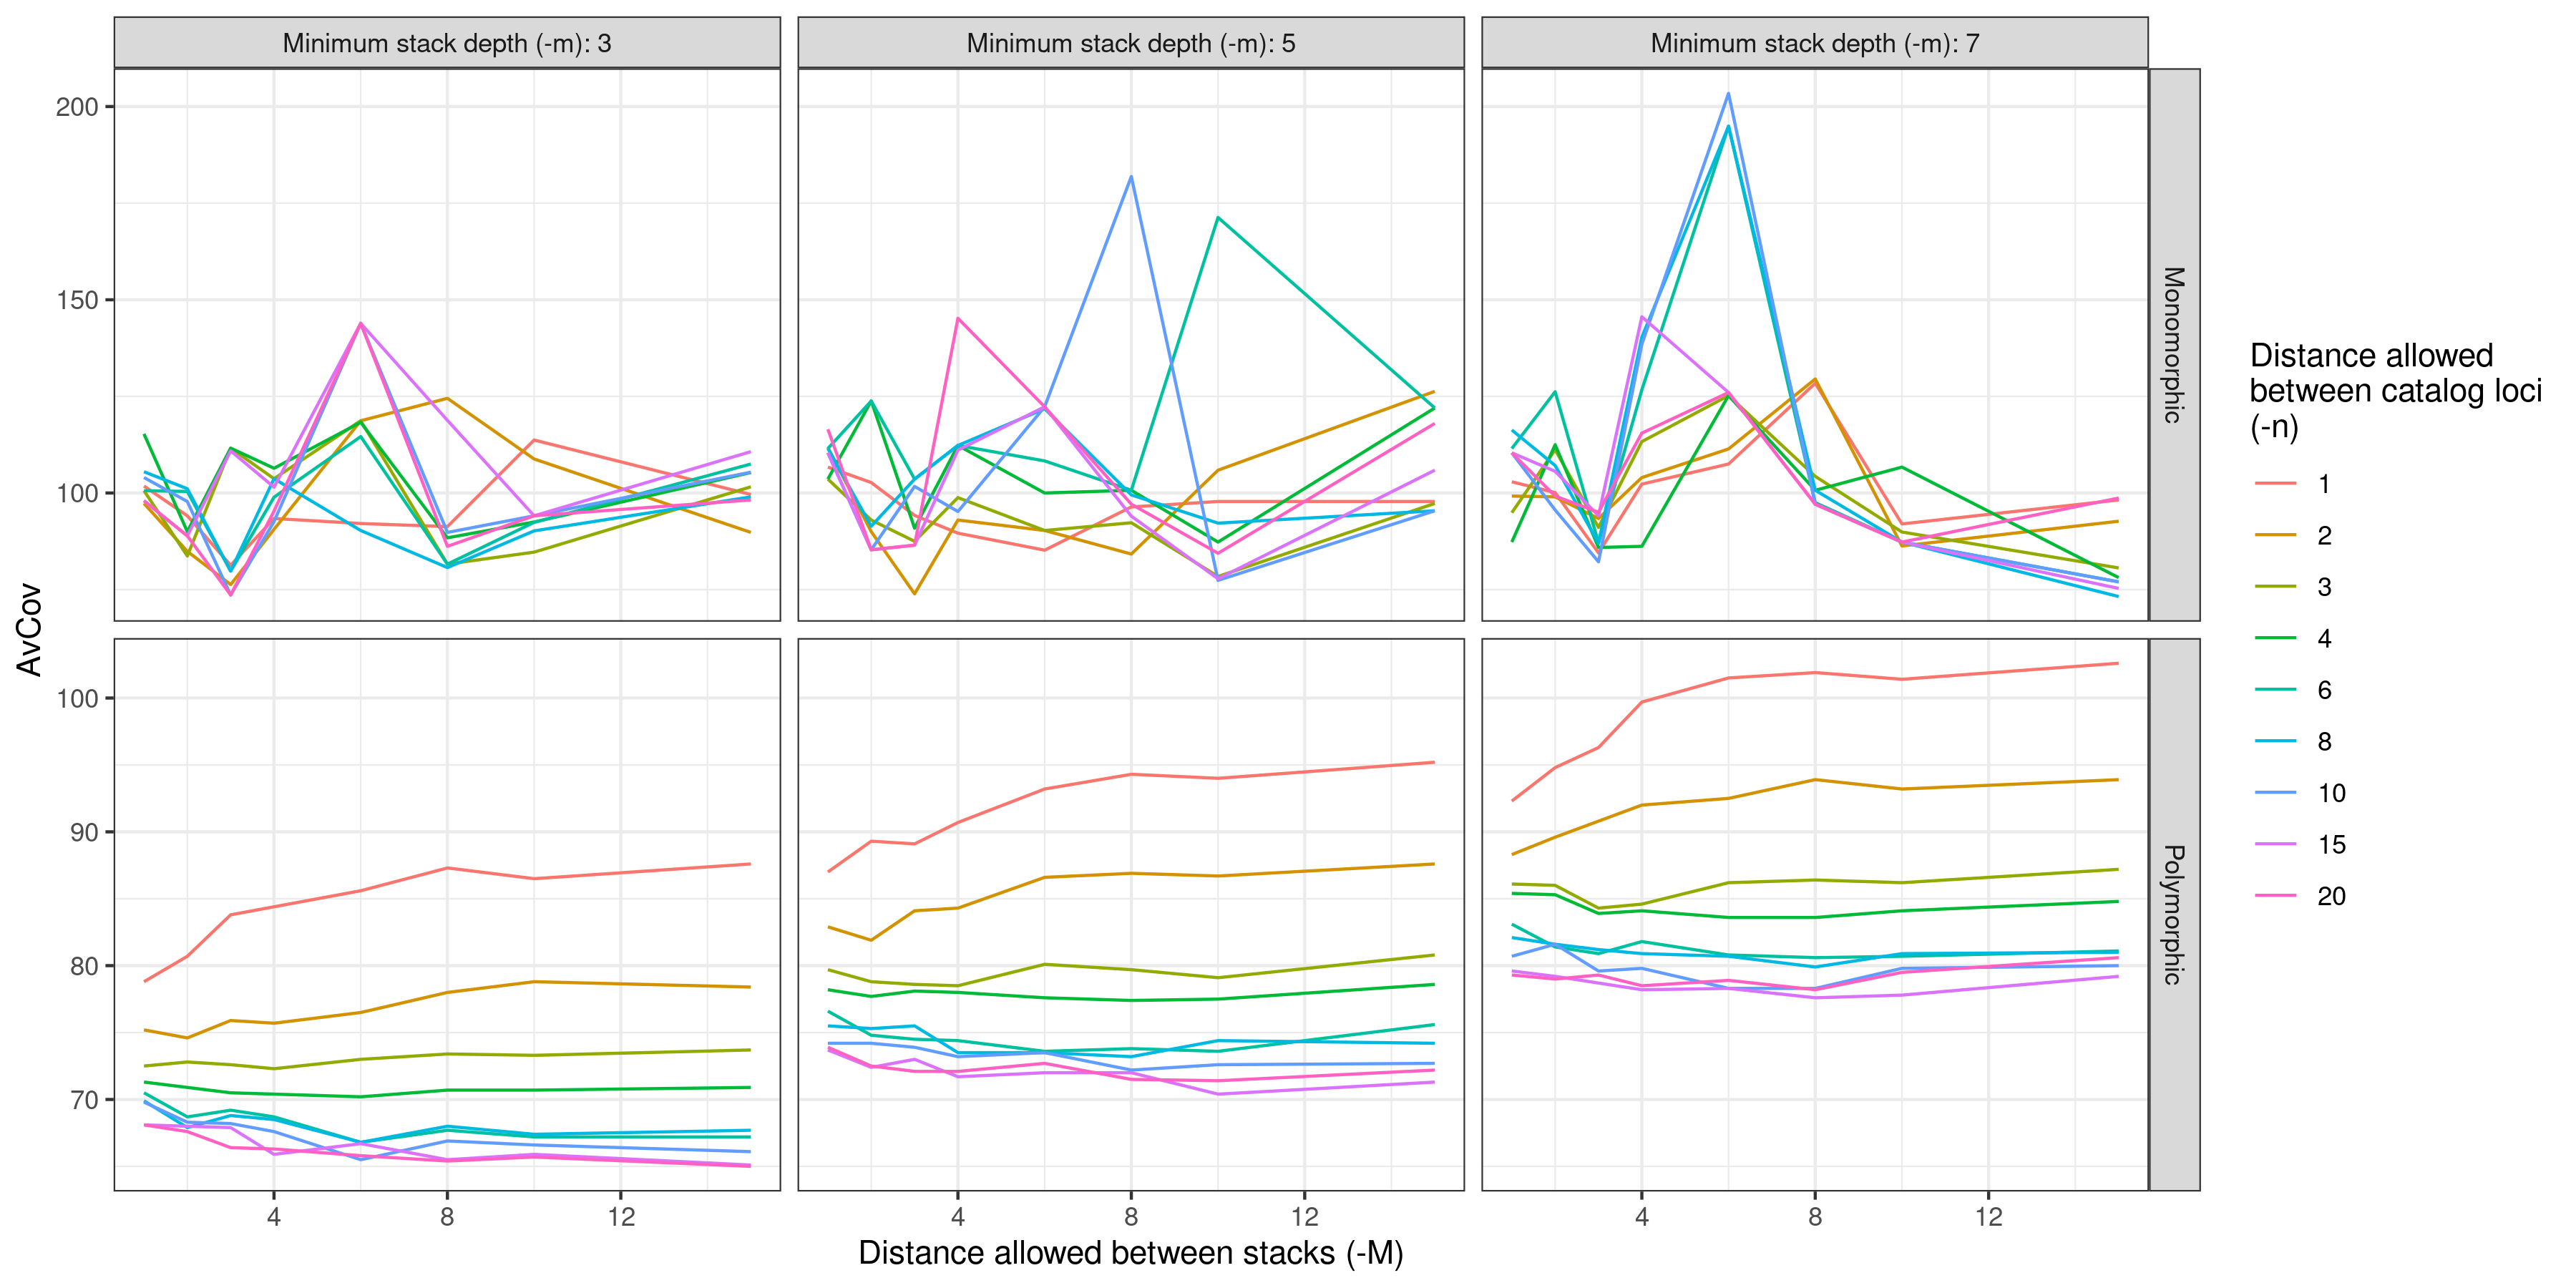 Minimum stack depth (-m): 3
Minimum stack depth (-m): 5
Minimum stack depth (-m): 7
200
150
100
Monomorphic
100
90
80
70
Polymorphic
AvCov
4
8
12
4
8
12
4
8
12
Distance allowed between stacks (-M)
Distance allowed
between catalog loci
(-n)
1
2
3
4
6
8
10
15
20